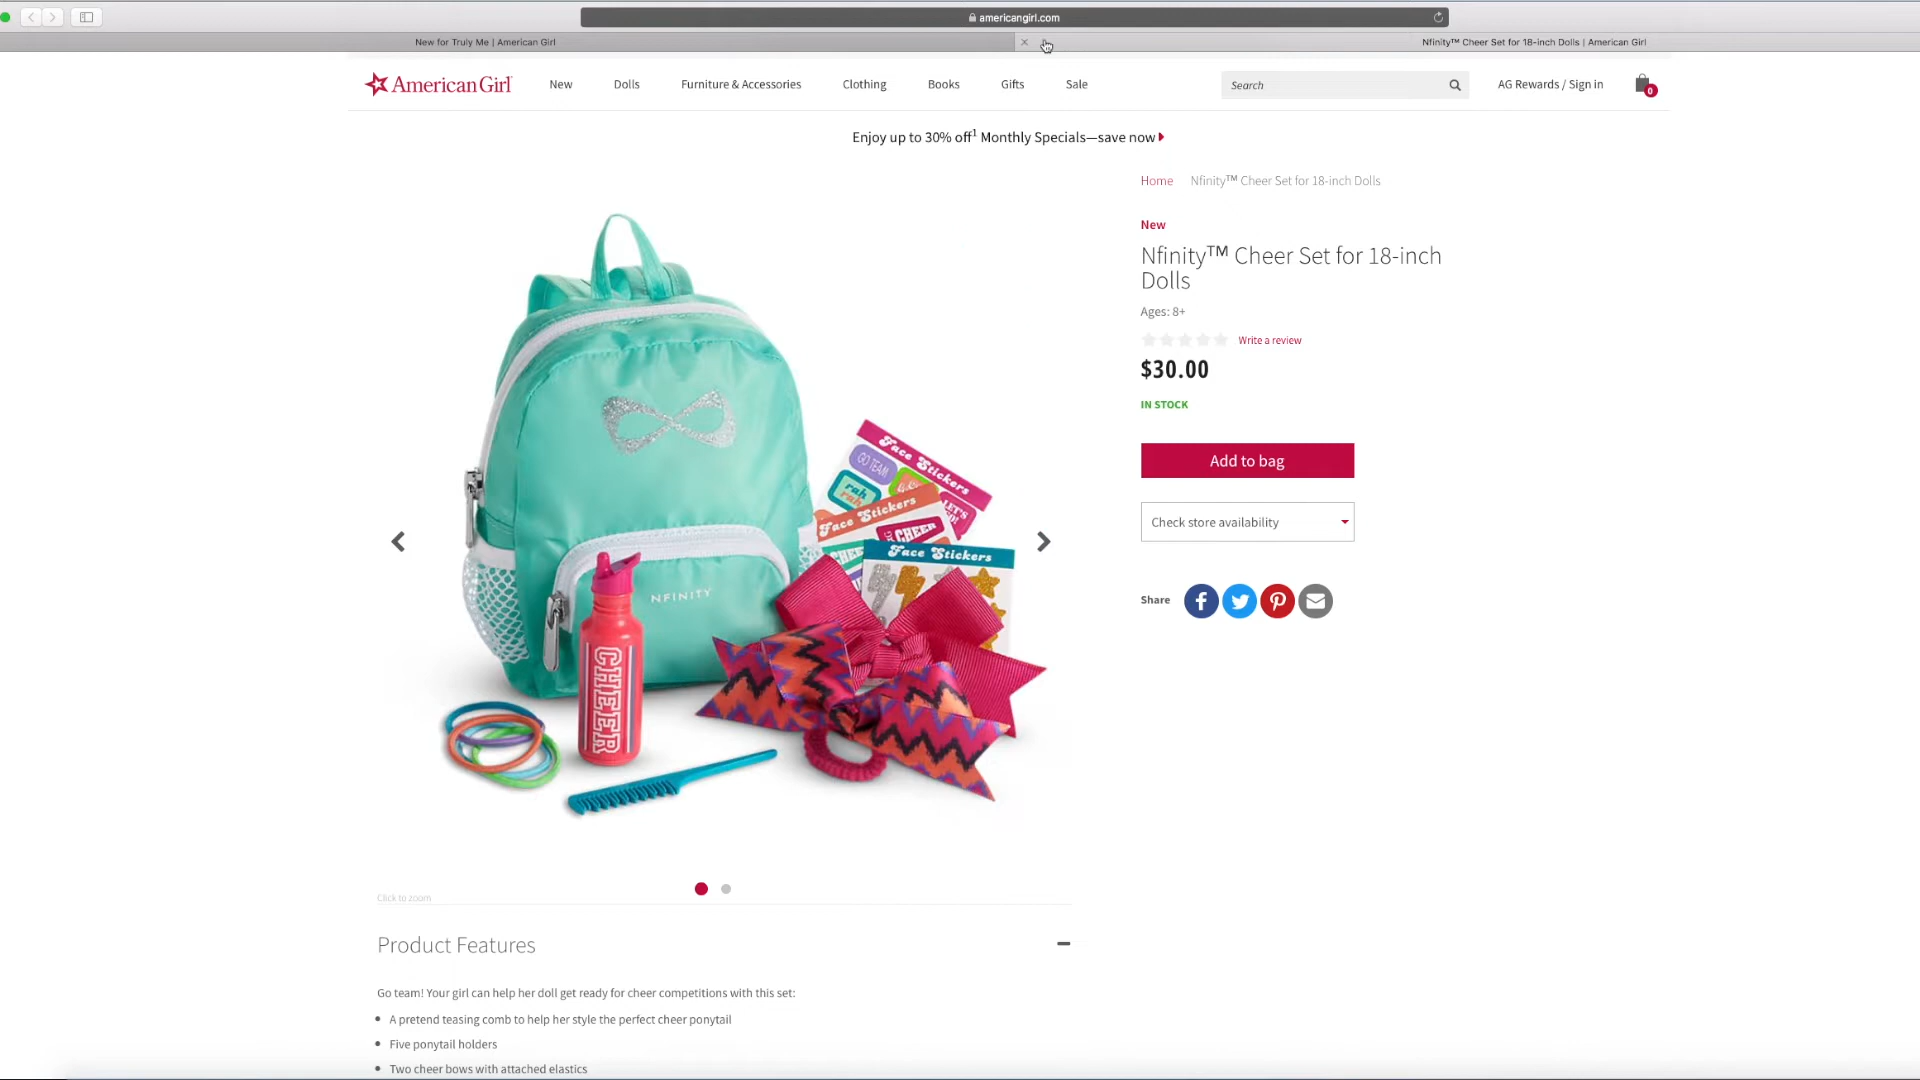 americangirl.com
New for Truly Me | American Girl
Nfinity™ Cheer Set for 18-inch Dolls | American Girl
American Girl
New
Dolls
Furniture & Accessories
Clothing
Books
Gifts
Sale
Search
AG Rewards / Sign in
0
Enjoy up to 30% off¹ Monthly Specials—save now
Home
Nfinity™ Cheer Set for 18-inch Dolls
New
Nfinity™ Cheer Set for 18-inch
Dolls
Ages: 8+
Write a review
$30.00
IN STOCK
Add to bag
Check store availability
Share
Face Stickers
GO TEAM!
rah
rah
LET'S
GO!
Face Stickers
CHEER
Face Stickers
NFINITY
CHEER
Click to zoom
Product Features
Go team! Your girl can help her doll get ready for cheer competitions with this set:
A pretend teasing comb to help her style the perfect cheer ponytail
Five ponytail holders
Two cheer bows with attached elastics